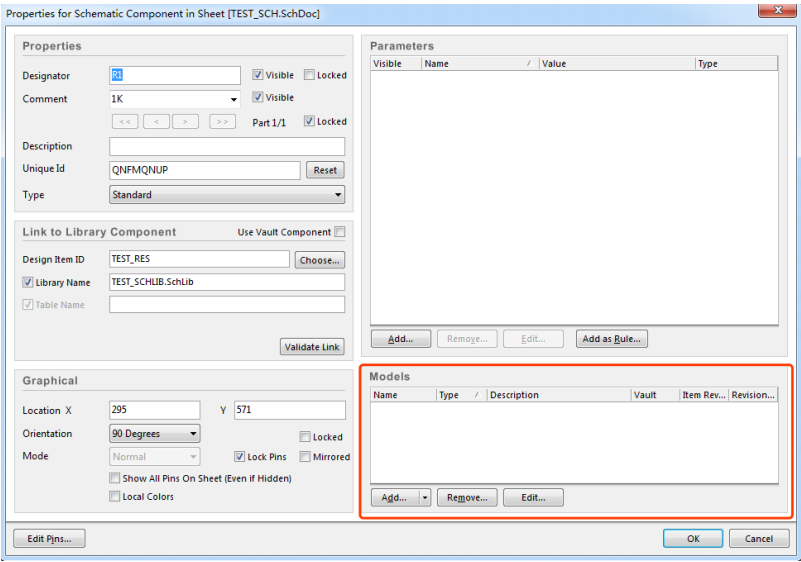 Properties for Schematic Component in Sheet [TEST_SCH.SchDoc]
x
Properties
Designator R1 Visible Locked
Comment 1K Visible
<< < > >> Part 1/1 Locked
Description
Unique Id QNFMQNUP Reset
Type Standard
Link to Library Component Use Vault Component
Design Item ID TEST_RES Choose...
Library Name TEST_SCHLIB.SchLib
Table Name
Validate Link
Graphical
Location X 295 Y 571
Orientation 90 Degrees Locked
Mode Normal Lock Pins Mirrored
Show All Pins On Sheet (Even if Hidden)
Local Colors
Parameters
Visible Name / Value Type
Add... Remove... Edit... Add as Rule...
Models
Name Type / Description Vault Item Rev... Revision...
Add... Remove... Edit...
Edit Pins... OK Cancel